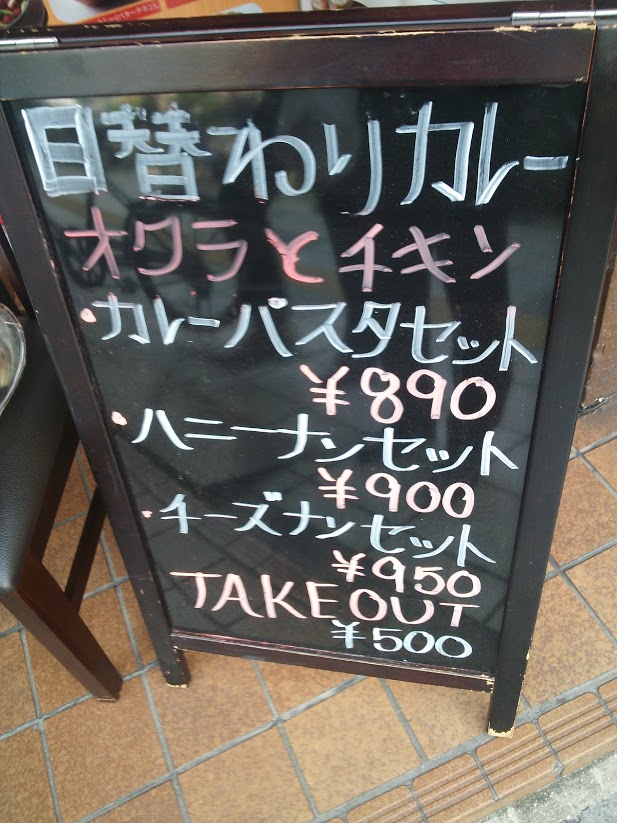 日替わりカレー
オクラとチキン
・カレーパスタセット
¥890
・ハニーナンセット
¥900
・チーズナンセット
¥950
TAKEOUT
¥500